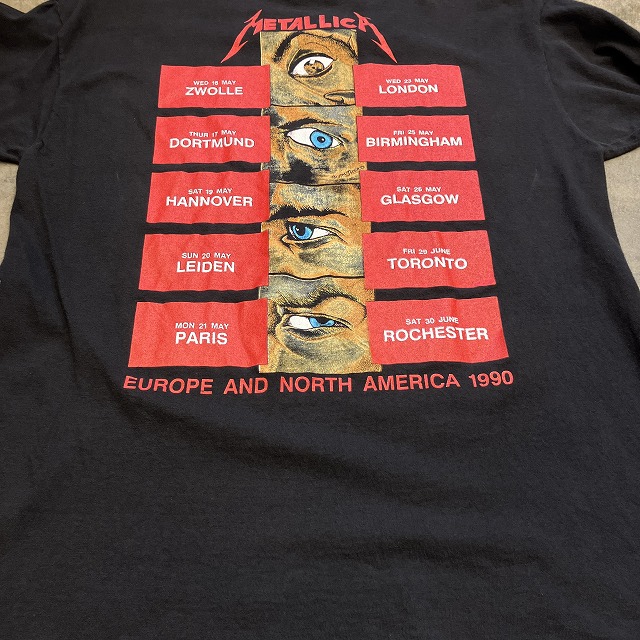 METALLICA
WED 16 MAY
ZWOLLE
THUR 17 MAY
DORTMUND
SAT 19 MAY
HANNOVER
SUN 20 MAY
LEIDEN
MON 21 MAY
PARIS
WED 23 MAY
LONDON
FRI 25 MAY
BIRMINGHAM
SAT 26 MAY
GLASGOW
FRI 29 JUNE
TORONTO
SAT 30 JUNE
ROCHESTER
EUROPE AND NORTH AMERICA 1990